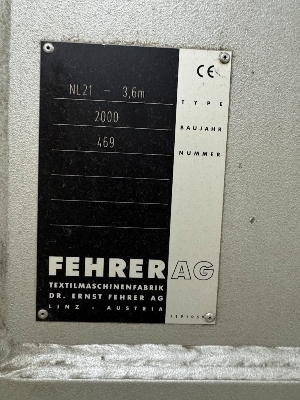 CE
NL21 - 3,6m TYPE
2000 BAUJAHR
469 NUMMER
FEHRER AG
TEXTILMASCHINENFABRIK
DR. ERNST FEHRER AG
LINZ - AUSTRIA